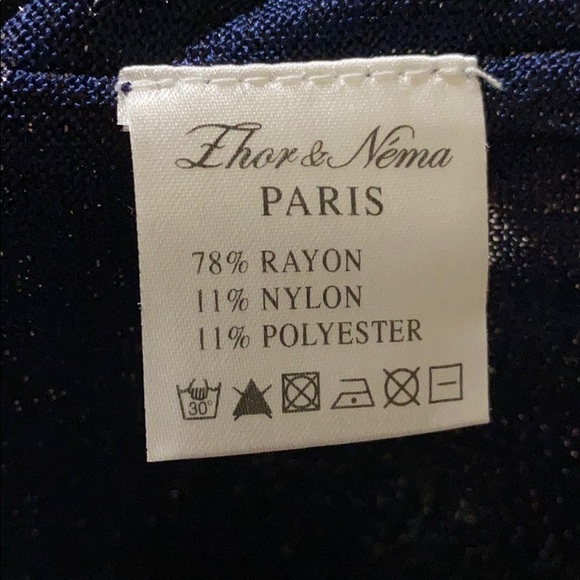 Zhor & Néma
PARIS
78% RAYON
11% NYLON
11% POLYESTER
30°